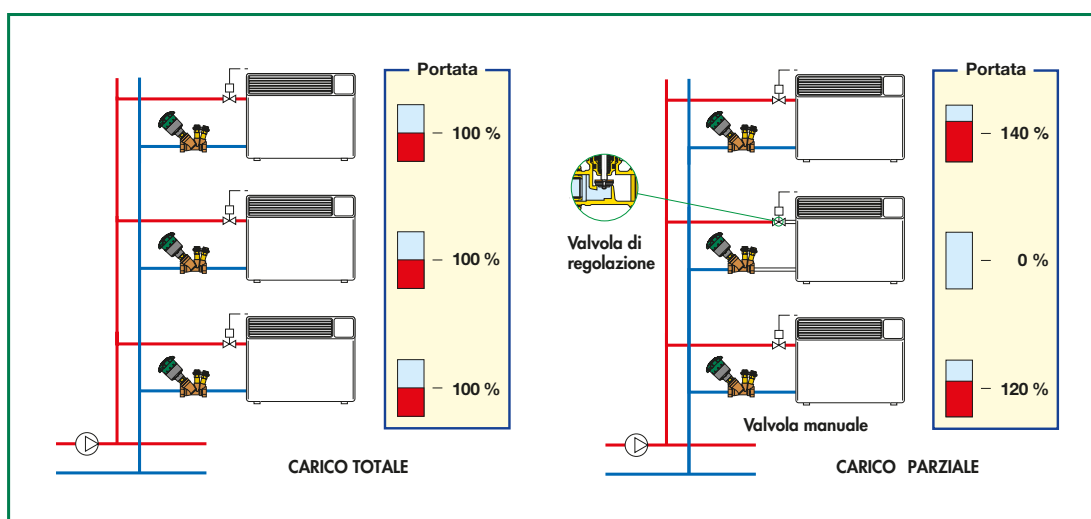 Portata
100 %
100 %
100 %
CARICO TOTALE
Portata
140 %
0 %
120 %
Valvola di
regolazione
Valvola manuale
CARICO PARZIALE